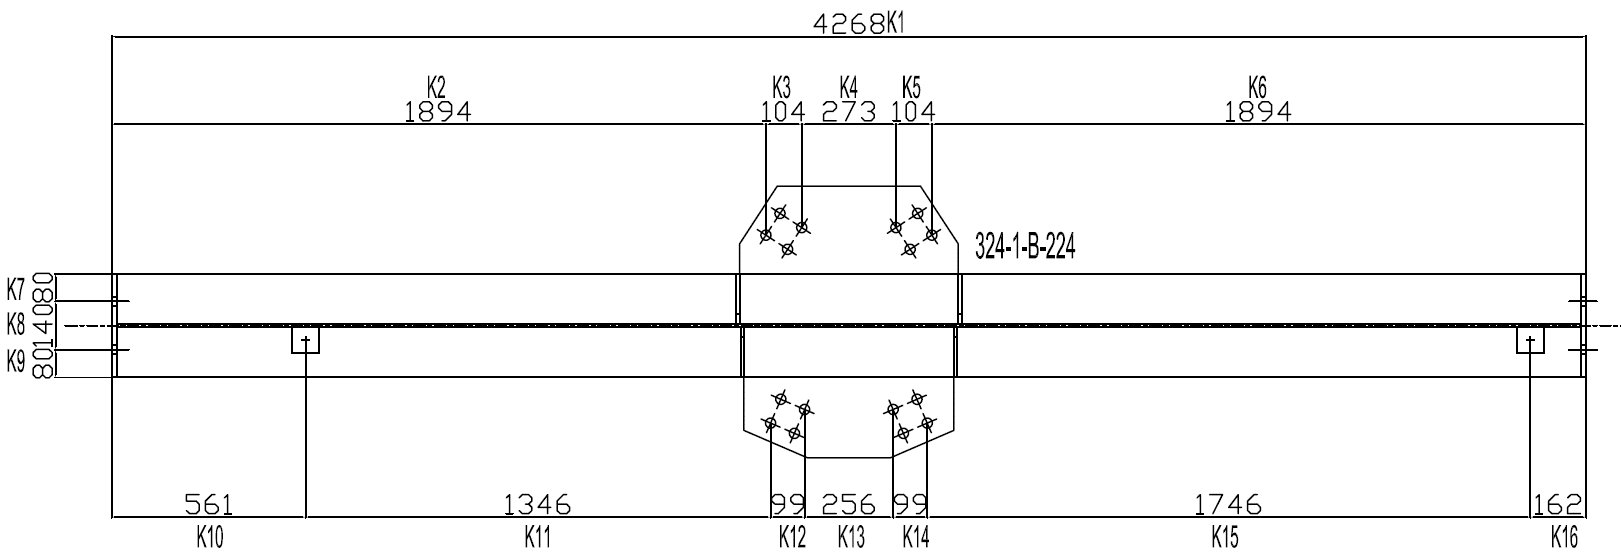 4268K1
K2 K3 K4 K5 K6
1894 104 273 104 1894
324-1-B-224
K7 80
K8 140
K9 80
561 1346 99 256 99 1746 162
K10 K11 K12 K13 K14 K15 K16